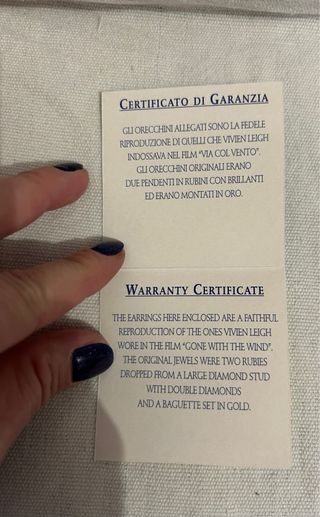 CERTIFICATO DI GARANZIA
GLI ORECCHINI ALLEGATI SONO LA FEDELE
RIPRODUZIONE DI QUELLI CHE VIVIEN LEIGH
INDOSSAVA NEL FILM "VIA COL VENTO".
GLI ORECCHINI ORIGINALI ERANO
DUE PENDENTI IN RUBINI CON BRILLANTI
ED ERANO MONTATI IN ORO.
WARRANTY CERTIFICATE
THE EARRINGS HERE ENCLOSED ARE A FAITHFUL
REPRODUCTION OF THE ONES VIVIEN LEIGH
WORE IN THE FILM "GONE WITH THE WIND".
THE ORIGINAL JEWELS WERE TWO RUBIES
DROPPED FROM A LARGE DIAMOND STUD
WITH DOUBLE DIAMONDS
AND A BAGUETTE SET IN GOLD.